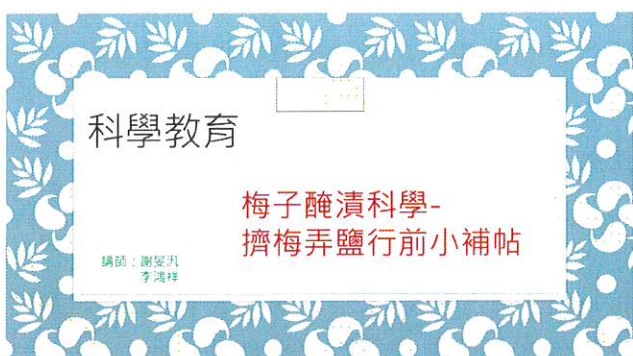 科學教育
梅子醃漬科學-
擠梅弄鹽行前小補帖
講師：謝旻汎
李鴻祥